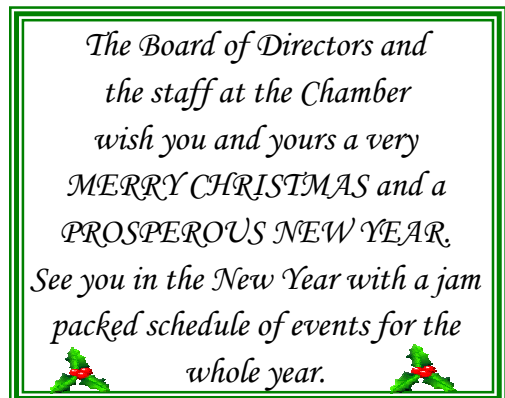 The Board of Directors and
the staff at the Chamber
wish you and yours a very
MERRY CHRISTMAS and a
PROSPEROUS NEW YEAR.
See you in the New Year with a jam
packed schedule of events for the
whole year.